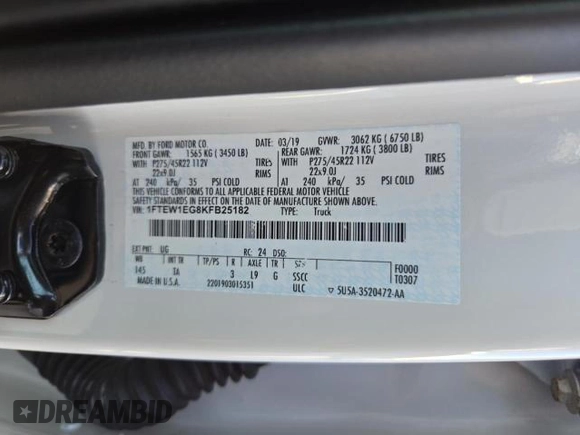 MFD. BY FORD MOTOR CO. DATE: 03/19 GVWR: 3062 KG ( 6750 LB)
FRONT GAWR: 1565 KG ( 3450 LB) REAR GAWR: 1724 KG ( 3800 LB)
WITH P275/45R22 112V TIRES WITH P275/45R22 112V TIRES
22x9.0J RIMS 22x9.0J RIMS
AT 240 kPa/ 35 PSI COLD AT 240 kPa/ 35 PSI COLD
THIS VEHICLE CONFORMS TO ALL APPLICABLE FEDERAL MOTOR VEHICLE
SAFETY STANDARDS IN EFFECT ON THE DATE OF MANUFACTURE SHOWN ABOVE.
VIN: 1FTEW1EG8KFB25182 TYPE: Truck
EXT PNT: UG RC: 24 DSO:
WB INT TR TP/PS R AXLE TR
145 3 L9 G SSCC F0000
MADE IN U.S.A. 2201903015351 ULC T0307
5U5A-3520472-AA
DREAMBID